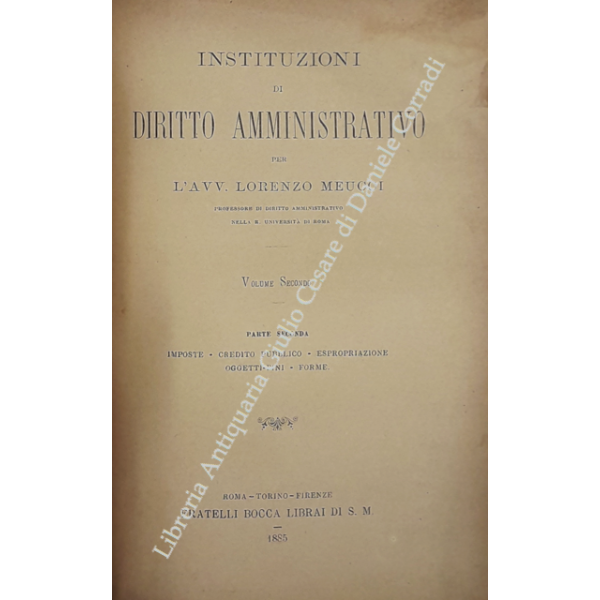 INSTITUZIONI
DI
DIRITTO AMMINISTRATIVO
PER
L'AVV. LORENZO MEUCCI
PROFESSORE DI DIRITTO AMMINISTRATIVO
NELLA R. UNIVERSITÀ DI ROMA
VOLUME SECONDO
PARTE SECONDA
IMPOSTE - CREDITO PUBBLICO - ESPROPRIAZIONE
OGGETTI-FINI - FORME.
ROMA - TORINO - FIRENZE
FRATELLI BOCCA LIBRAI DI S. M.
1885
Libreria Antiquaria Giulio Cesare di Daniele Corradi